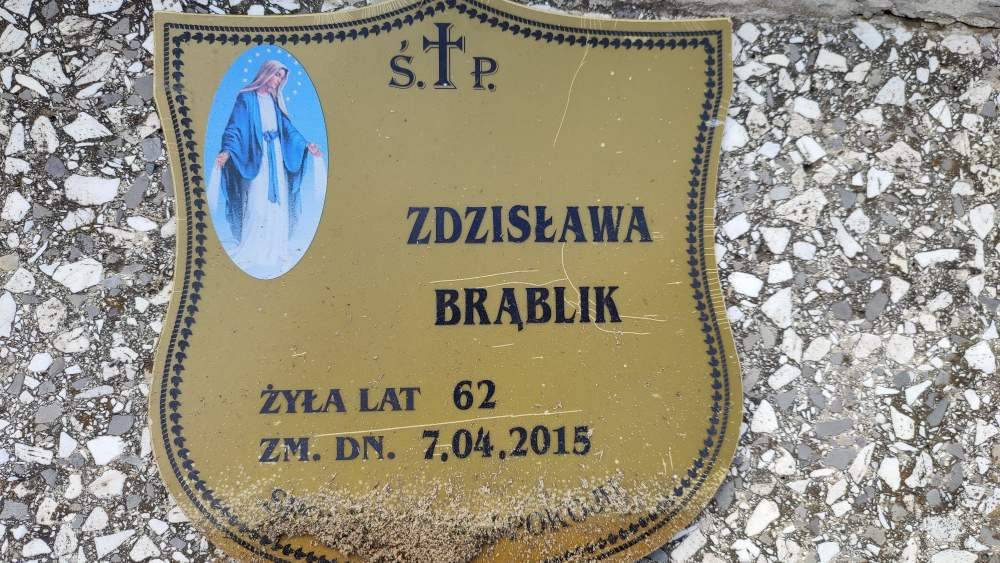 Ś. P.
ZDZISŁAWA
BRĄBLIK
ŻYŁA LAT 62
ZM. DN. 7.04.2015